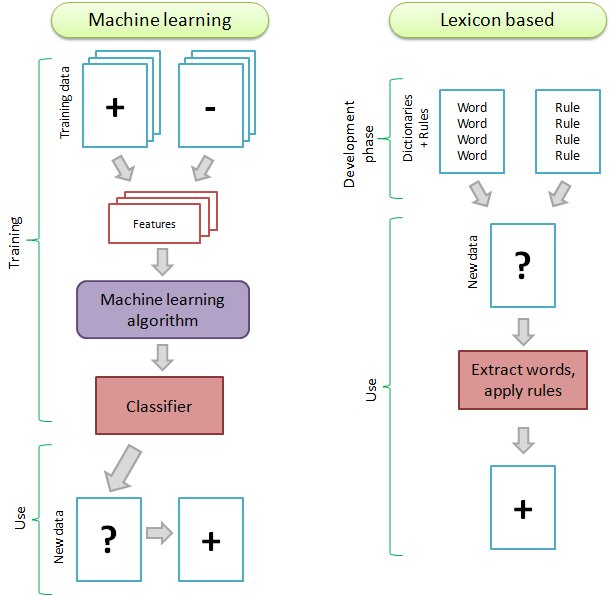 Machine learning
Training data
+
-
Features
Machine learning
algorithm
Classifier
Training
Use
New data
?
+
Lexicon based
Development
phase
Dictionaries
+ Rules
Word
Word
Word
Word
Rule
Rule
Rule
Rule
New data
?
Extract words,
apply rules
Use
+